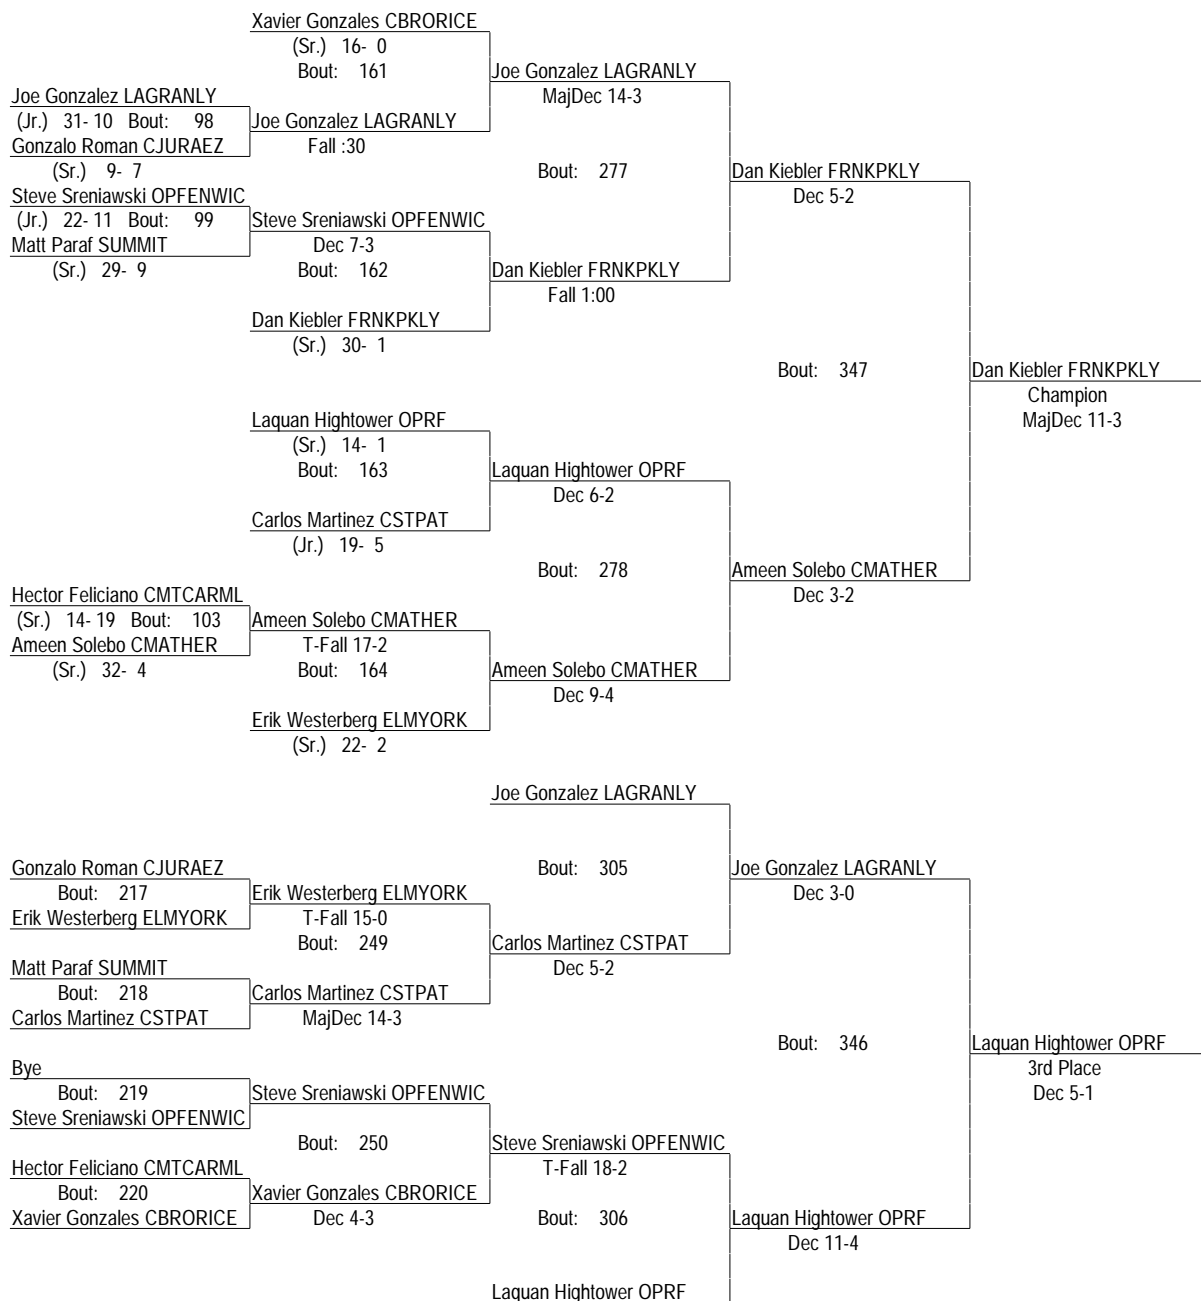 Xavier Gonzales CBRORICE
(Sr.) 16- 0
Bout: 161
Joe Gonzalez LAGRANLY
MajDec 14-3
Joe Gonzalez LAGRANLY
(Jr.) 31- 10 Bout: 98
Joe Gonzalez LAGRANLY
Fall :30
Gonzalo Roman CJURAEZ
(Sr.) 9- 7
Bout: 277
Dan Kiebler FRNKPKLY
Dec 5-2
Steve Sreniawski OPFENWIC
(Jr.) 22- 11 Bout: 99
Steve Sreniawski OPFENWIC
Dec 7-3
Matt Paraf SUMMIT
(Sr.) 29- 9
Bout: 162
Dan Kiebler FRNKPKLY
Fall 1:00
Dan Kiebler FRNKPKLY
(Sr.) 30- 1
Bout: 347
Dan Kiebler FRNKPKLY
Champion
MajDec 11-3
Laquan Hightower OPRF
(Sr.) 14- 1
Bout: 163
Laquan Hightower OPRF
Dec 6-2
Carlos Martinez CSTPAT
(Jr.) 19- 5
Bout: 278
Ameen Solebo CMATHER
Dec 3-2
Hector Feliciano CMTCARML
(Sr.) 14- 19 Bout: 103
Ameen Solebo CMATHER
T-Fall 17-2
Ameen Solebo CMATHER
(Sr.) 32- 4
Bout: 164
Ameen Solebo CMATHER
Dec 9-4
Erik Westerberg ELMYORK
(Sr.) 22- 2
Joe Gonzalez LAGRANLY
Bout: 305
Joe Gonzalez LAGRANLY
Dec 3-0
Gonzalo Roman CJURAEZ
Bout: 217
Erik Westerberg ELMYORK
Erik Westerberg ELMYORK
T-Fall 15-0
Bout: 249
Carlos Martinez CSTPAT
Dec 5-2
Matt Paraf SUMMIT
Bout: 218
Carlos Martinez CSTPAT
Carlos Martinez CSTPAT
MajDec 14-3
Bout: 346
Laquan Hightower OPRF
3rd Place
Dec 5-1
Bye
Bout: 219
Steve Sreniawski OPFENWIC
Steve Sreniawski OPFENWIC
Bout: 250
Steve Sreniawski OPFENWIC
T-Fall 18-2
Hector Feliciano CMTCARML
Bout: 220
Xavier Gonzales CBRORICE
Xavier Gonzales CBRORICE
Dec 4-3
Bout: 306
Laquan Hightower OPRF
Dec 11-4
Laquan Hightower OPRF